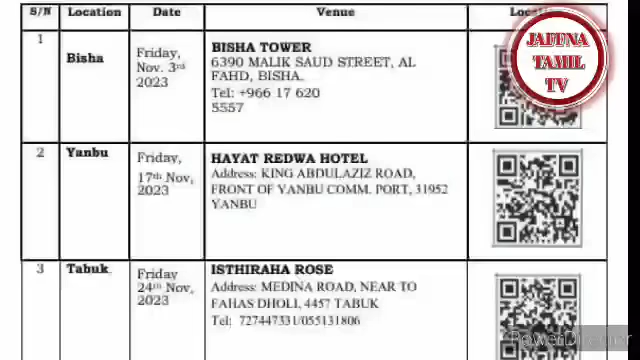 S/N Location Date Venue
1
Bisha
Friday,
Nov. 3rd
2023
BISHA TOWER
6390 MALIK SAUD STREET, AL
FAHD, BISHA.
Tel: +966 17 620
5557
JAFFNA
TAMIL
TV
2
Yanbu
Friday,
17th Nov,
2023
HAYAT REDWA HOTEL
Address: KING ABDULAZIZ ROAD,
FRONT OF YANBU COMM. PORT, 31952
YANBU
3
Tabuk
Friday
24th Nov,
2023
ISTHIRAHA ROSE
Address: MEDINA ROAD, NEAR TO
FAHAS DHOLI, 4457 TABUK
Tel: 727447331/055131806
PowerDirector